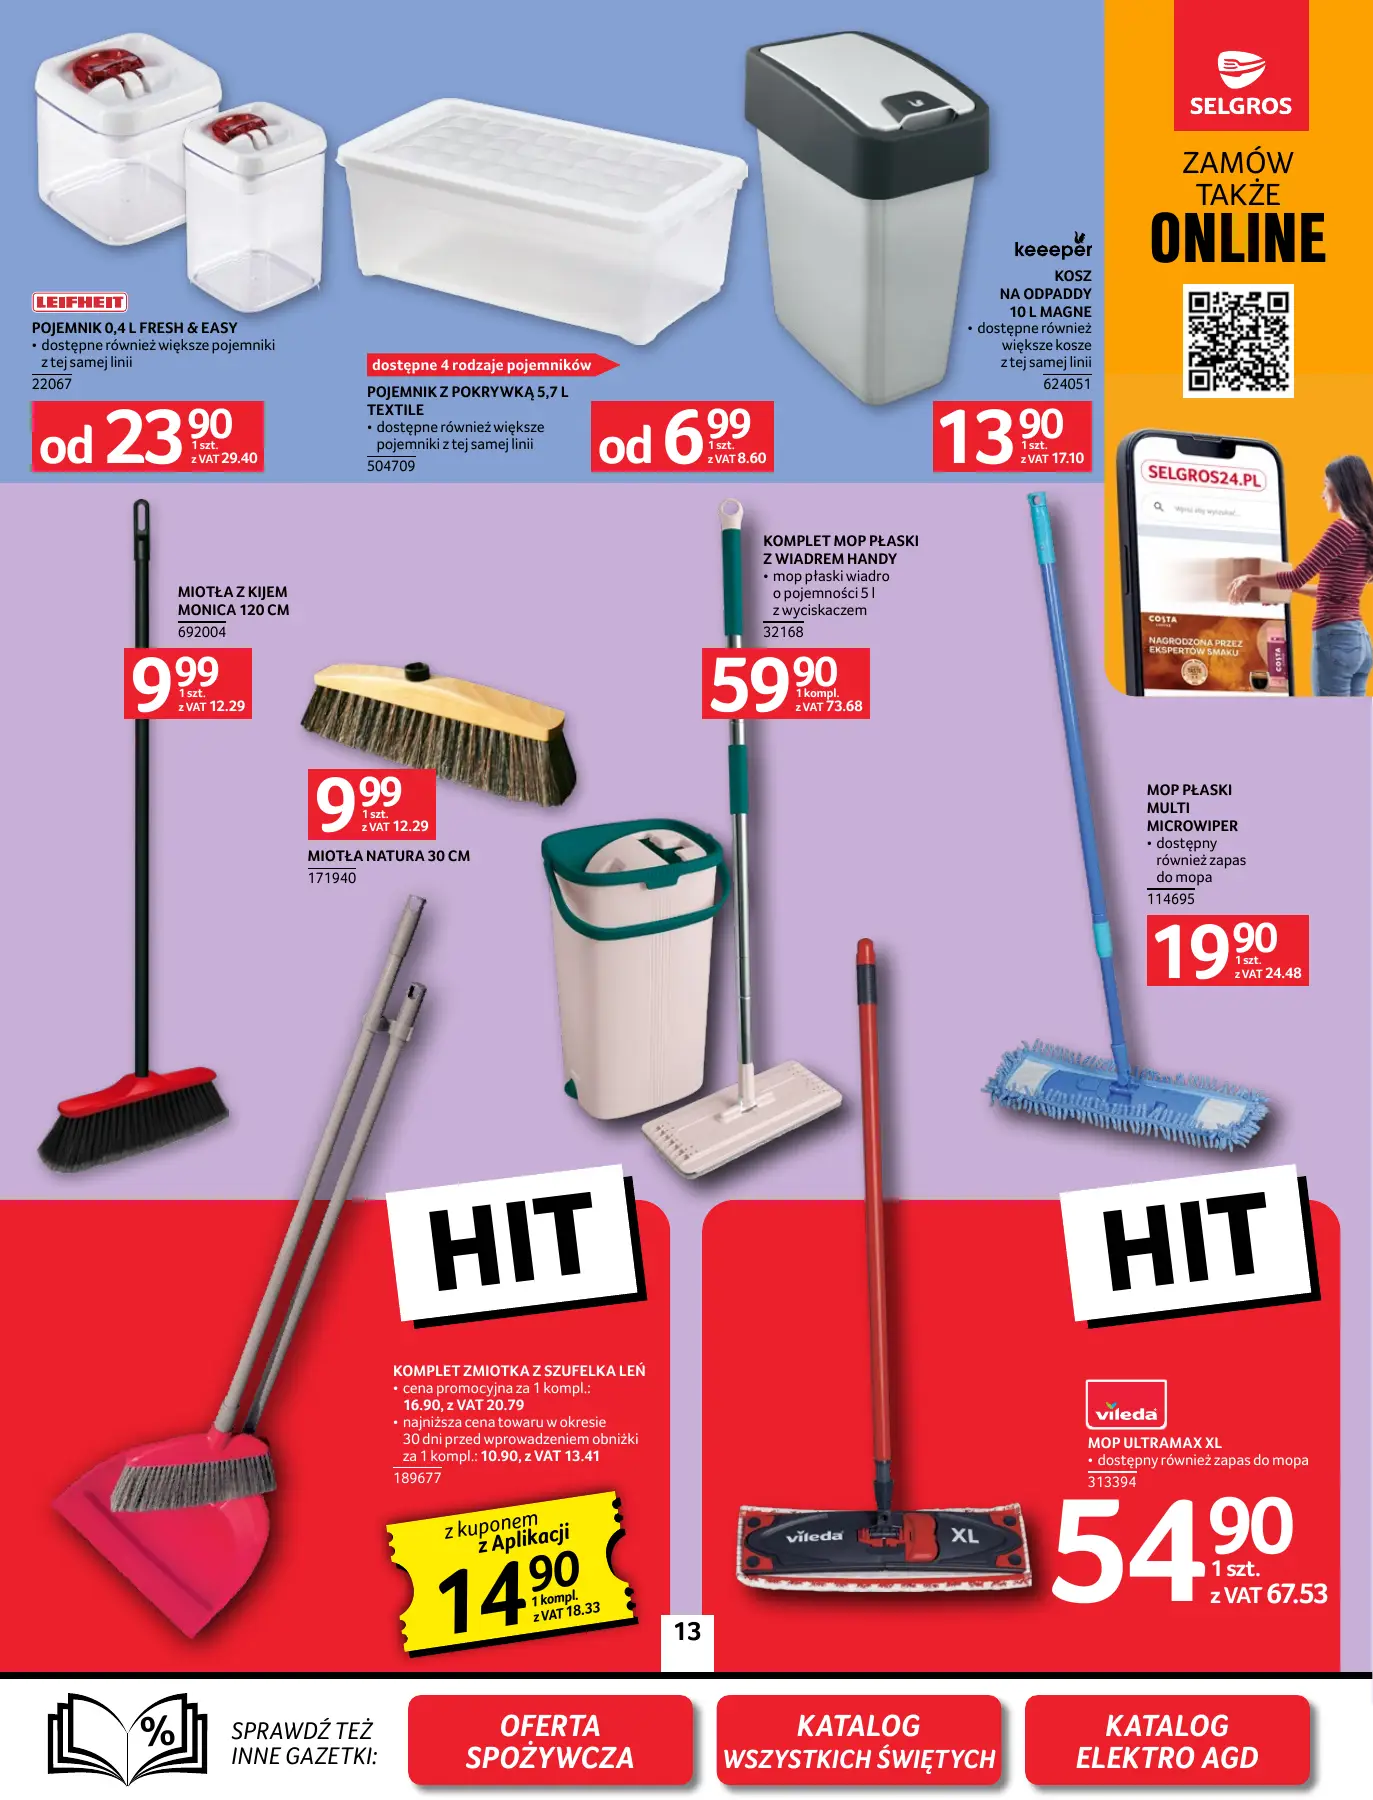 SELGROS
ZAMÓW
TAKŻE
ONLINE
SELGROS24.PL
Wpisz aby wyszukać...
COSTA
COFFEE
NAGRODZONA PRZEZ
EKSPERTÓW SMAKU
COSTA
LEIFHEIT
POJEMNIK 0,4 L FRESH & EASY
• dostępne również większe pojemniki
z tej samej linii
22067
od 23 90
1 szt.
z VAT 29.40
dostępne 4 rodzaje pojemników
POJEMNIK Z POKRYWKĄ 5,7 L
TEXTILE
• dostępne również większe
pojemniki z tej samej linii
504709
od 6 99
1 szt.
z VAT 8.60
keeeper
KOSZ
NA ODPADDY
10 L MAGNE
• dostępne również
większe kosze
z tej samej linii
624051
13 90
1 szt.
z VAT 17.10
MIOTŁA Z KIJEM
MONICA 120 CM
692004
9 99
1 szt.
z VAT 12.29
9 99
1 szt.
z VAT 12.29
MIOTŁA NATURA 30 CM
171940
KOMPLET MOP PŁASKI
Z WIADREM HANDY
• mop płaski wiadro
o pojemności 5 l
z wyciskaczem
32168
59 90
1 kompl.
z VAT 73.68
MOP PŁASKI
MULTI
MICROWIPER
• dostępny
również zapas
do mopa
114695
19 90
1 szt.
z VAT 24.48
HIT
KOMPLET ZMIOTKA Z SZUFELKA LEŃ
• cena promocyjna za 1 kompl.:
16.90, z VAT 20.79
• najniższa cena towaru w okresie
30 dni przed wprowadzeniem obniżki
za 1 kompl.: 10.90, z VAT 13.41
189677
z kuponem
z Aplikacji
14 90
1 kompl.
z VAT 18.33
HIT
vileda
MOP ULTRAMAX XL
• dostępny również zapas do mopa
313394
54 90
1 szt.
z VAT 67.53
vileda
XL
13
%
SPRAWDŹ TEŻ
INNE GAZETKI:
OFERTA
SPOŻYWCZA
KATALOG
WSZYSTKICH ŚWIĘTYCH
KATALOG
ELEKTRO AGD